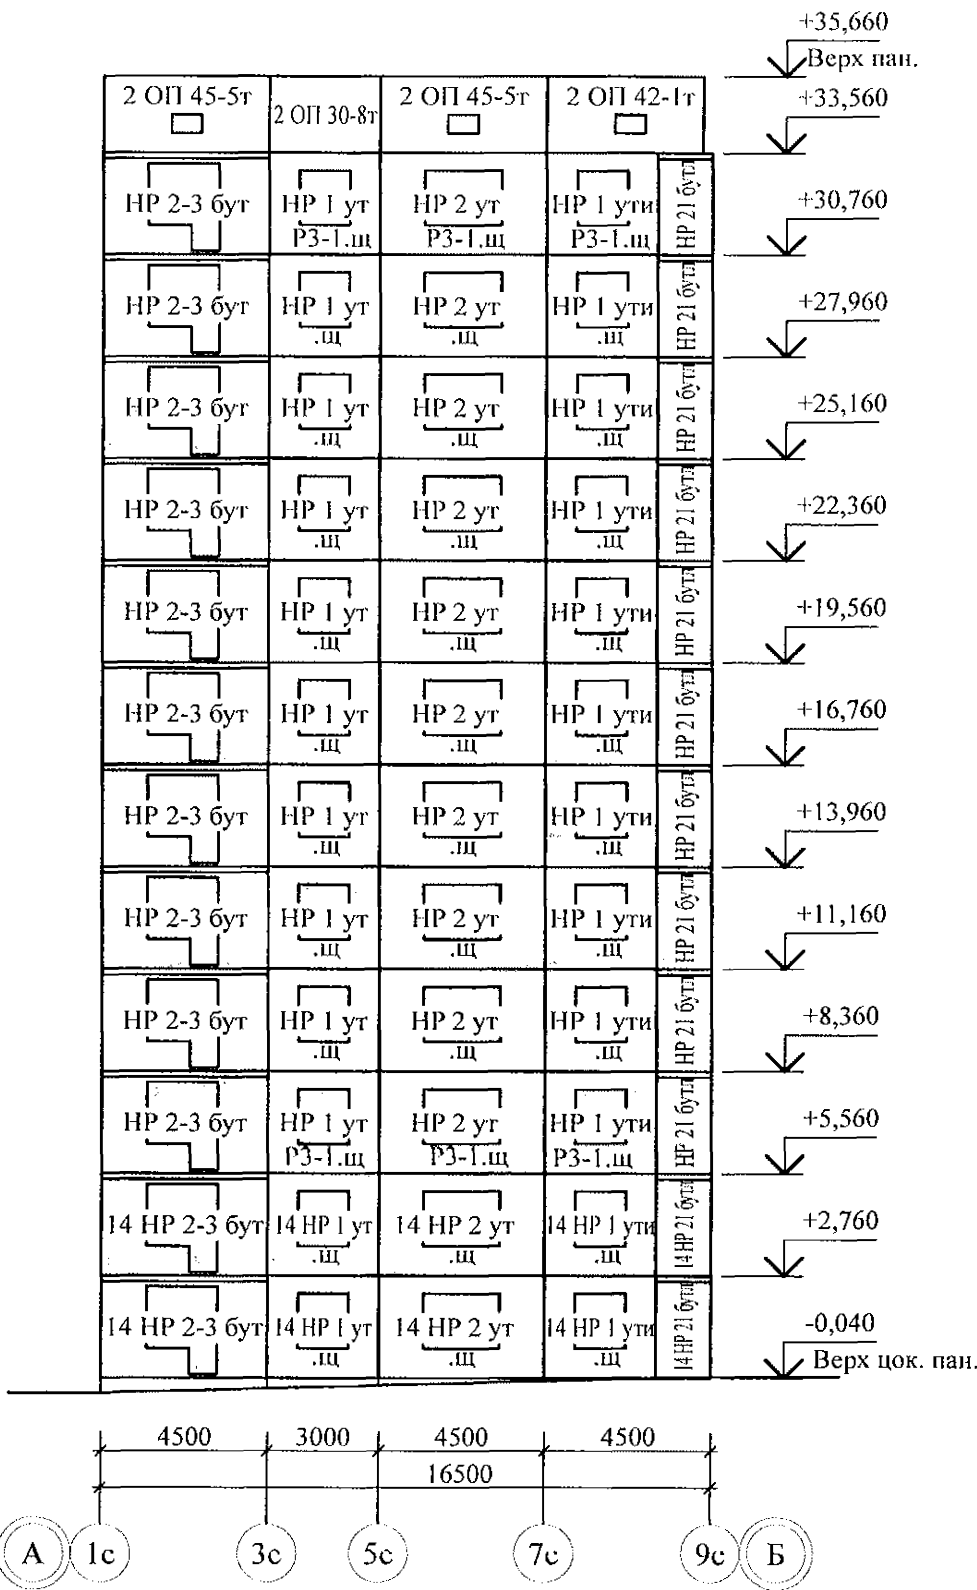 +35,660
Верх пан.
2 ОП 45-5т 2 ОП 30-8т 2 ОП 45-5т 2 ОП 42-1т +33,560
НР 2-3 бут НР 1 ут НР 2 ут НР 1 ути НР 21 бутл +30,760
РЗ-1.щ РЗ-1.щ РЗ-1.щ
НР 2-3 бут НР 1 ут НР 2 ут НР 1 ути НР 21 бутл +27,960
.щ .щ .щ
НР 2-3 бут НР 1 ут НР 2 ут НР 1 ути НР 21 бутл +25,160
.щ .щ .щ
НР 2-3 бут НР 1 ут НР 2 ут НР 1 ути НР 21 бутл +22,360
.щ .щ .щ
НР 2-3 бут НР 1 ут НР 2 ут НР 1 ути НР 21 бутл +19,560
.щ .щ .щ
НР 2-3 бут НР 1 ут НР 2 ут НР 1 ути НР 21 бутл +16,760
.щ .щ .щ
НР 2-3 бут НР 1 ут НР 2 ут НР 1 ути НР 21 бутл +13,960
.щ .щ .щ
НР 2-3 бут НР 1 ут НР 2 ут НР 1 ути НР 21 бутл +11,160
.щ .щ .щ
НР 2-3 бут НР 1 ут НР 2 ут НР 1 ути НР 21 бутл +8,360
.щ .щ .щ
НР 2-3 бут НР 1 ут НР 2 ут НР 1 ути НР 21 бутл +5,560
РЗ-1.щ РЗ-1.щ РЗ-1.щ
14 НР 2-3 бут 14 НР 1 ут 14 НР 2 ут 14 НР 1 ути 14 НР 21 бутл +2,760
.щ .щ .щ
14 НР 2-3 бут 14 НР 1 ут 14 НР 2 ут 14 НР 1 ути 14 НР 21 бутл -0,040
.щ .щ .щ Верх цок. пан.
4500 3000 4500 4500
16500
А 1с 3с 5с 7с 9с Б